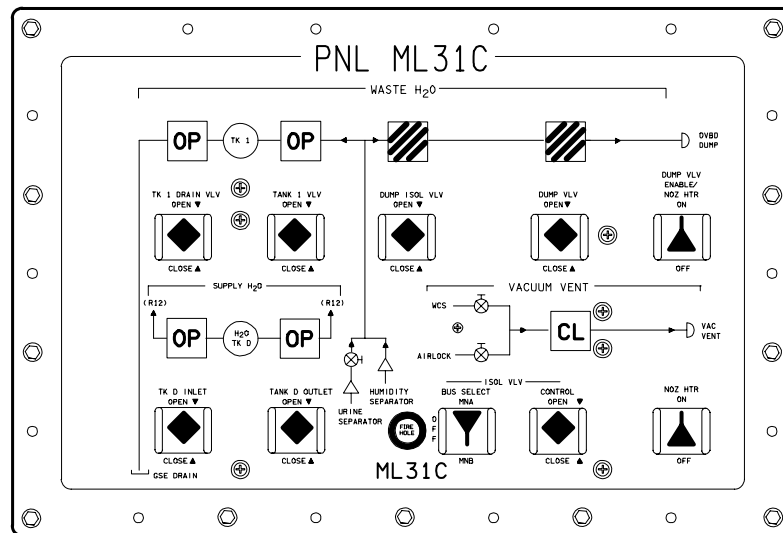 PNL ML31C
WASTE H2O
OP
TK 1
OP
OVBD
DUMP
TK 1 DRAIN VLV
OPEN ▼
CLOSE ▲
TANK 1 VLV
OPEN ▼
CLOSE ▲
DUMP ISOL VLV
OPEN ▼
CLOSE ▲
DUMP VLV
OPEN ▼
CLOSE ▲
DUMP VLV
ENABLE/
NOZ HTR
ON
OFF
SUPPLY H2O
(R12)
(R12)
OP
H2O
TK D
OP
VACUUM VENT
WCS
AIRLOCK
CL
VAC
VENT
TK D INLET
OPEN ▼
CLOSE ▲
TANK D OUTLET
OPEN ▼
CLOSE ▲
HUMIDITY
SEPARATOR
URINE
SEPARATOR
FIRE
HOLE
ISOL VLV
BUS SELECT
MNA
OFF
MNB
CONTROL
OPEN ▼
CLOSE ▲
NOZ HTR
ON
OFF
GSE DRAIN
ML31C